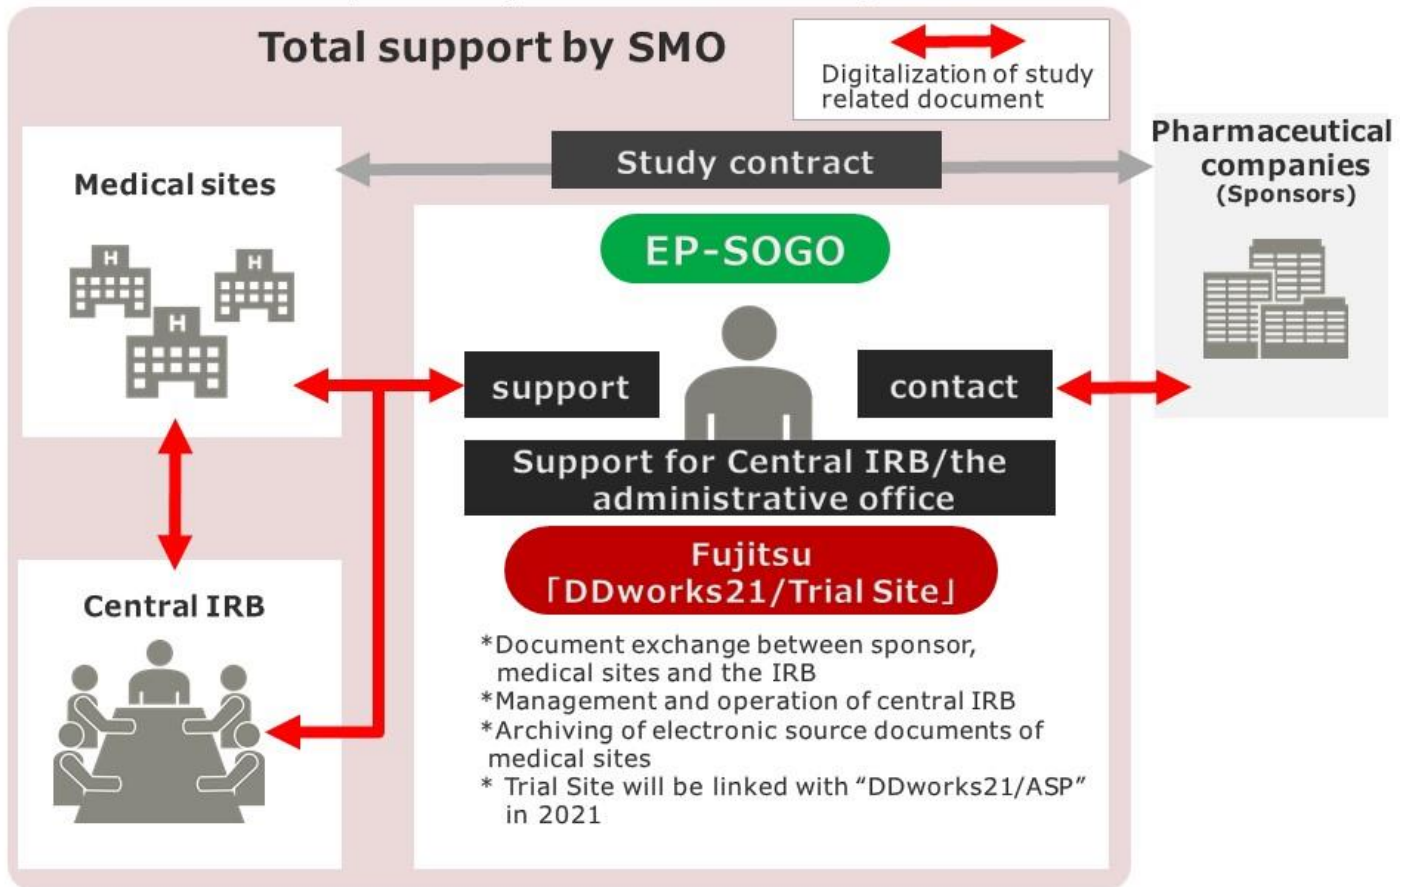 Total support by SMO
Digitalization of study
related document
Pharmaceutical
companies
(Sponsors)
Study contract
Medical sites
H
H
H
EP-SOGO
support
contact
Support for Central IRB/the
administrative office
Central IRB
Fujitsu
「DDworks21/Trial Site」
*Document exchange between sponsor,
medical sites and the IRB
*Management and operation of central IRB
*Archiving of electronic source documents of
medical sites
* Trial Site will be linked with “DDworks21/ASP”
in 2021